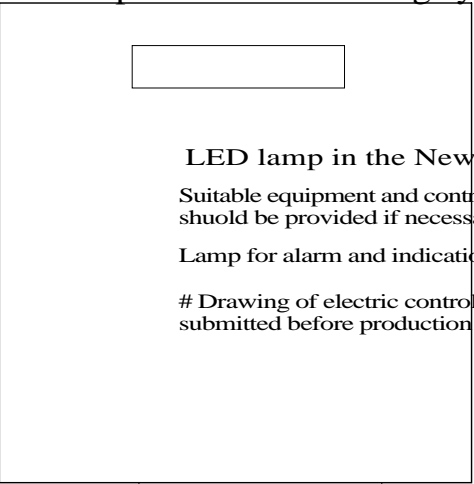 LED lamp in the New
Suitable equipment and contr
shuold be provided if necess
Lamp for alarm and indicatio
# Drawing of electric control
submitted before production